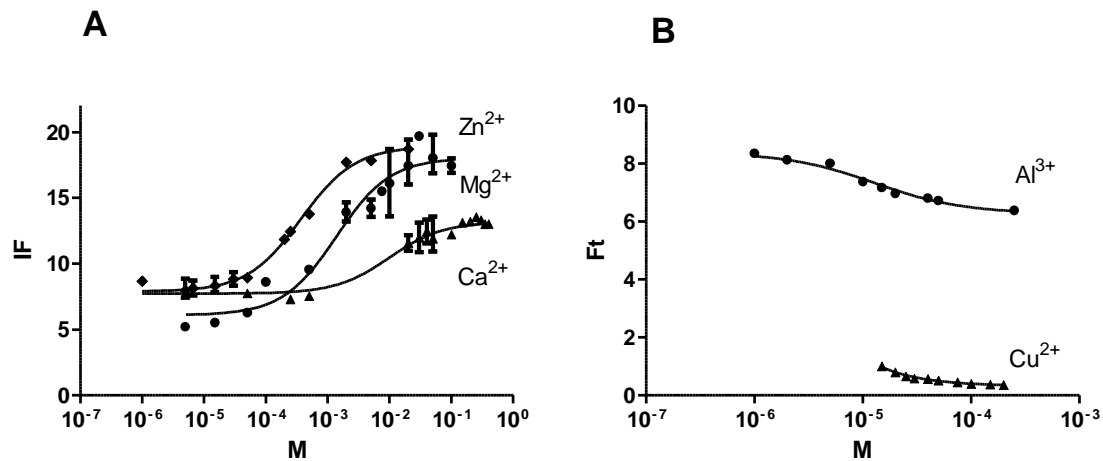 A
20
15
10
5
0
IF
10⁻⁷ 10⁻⁶ 10⁻⁵ 10⁻⁴ 10⁻³ 10⁻² 10⁻¹ 10⁰
M
Zn²⁺
Mg²⁺
Ca²⁺
B
10
8
6
4
2
0
Ft
10⁻⁷ 10⁻⁶ 10⁻⁵ 10⁻⁴ 10⁻³
M
Al³⁺
Cu²⁺